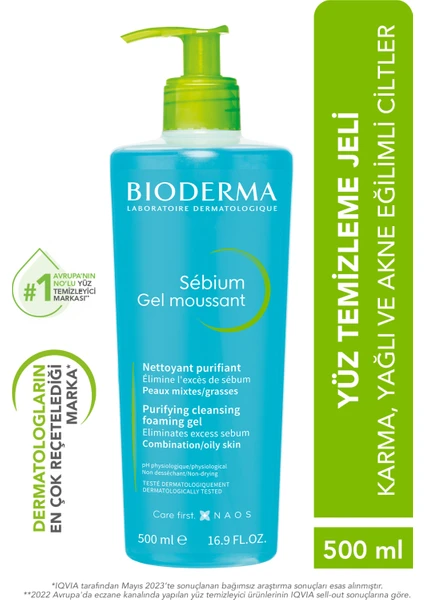 BIODERMA
LABORATOIRE DERMATOLOGIQUE
Sébium
Gel moussant
Nettoyant purifiant
Élimine l'excès de sébum
Peaux mixtes/grasses
Purifying cleansing
foaming gel
Eliminates excess sebum
Combination/oily skin
pH physiologique/physiological
Non desséchant/Non-drying
TESTÉ DERMATOLOGIQUEMENT
DERMATOLOGICALLY TESTED
Care first. NAOS
500 ml e 16.9 FL.OZ.
#1
AVRUPA'NIN
NO'LU YÜZ
TEMİZLEYİCİ
MARKASI**
DERMATOLOGLARIN
EN ÇOK REÇETELEDİĞİ
MARKA*
YÜZ TEMİZLEME JELİ
KARMA, YAĞLI VE AKNE EĞİLİMLİ CİLTLER
500 ml
*IQVIA tarafından Mayıs 2023'te sonuçlanan bağımsız araştırma sonuçları esas alınmıştır.
**2022 Avrupa'da eczane kanalında yapılan yüz temizleyici ürünlerinin IQVIA sell-out sonuçlarına göre.